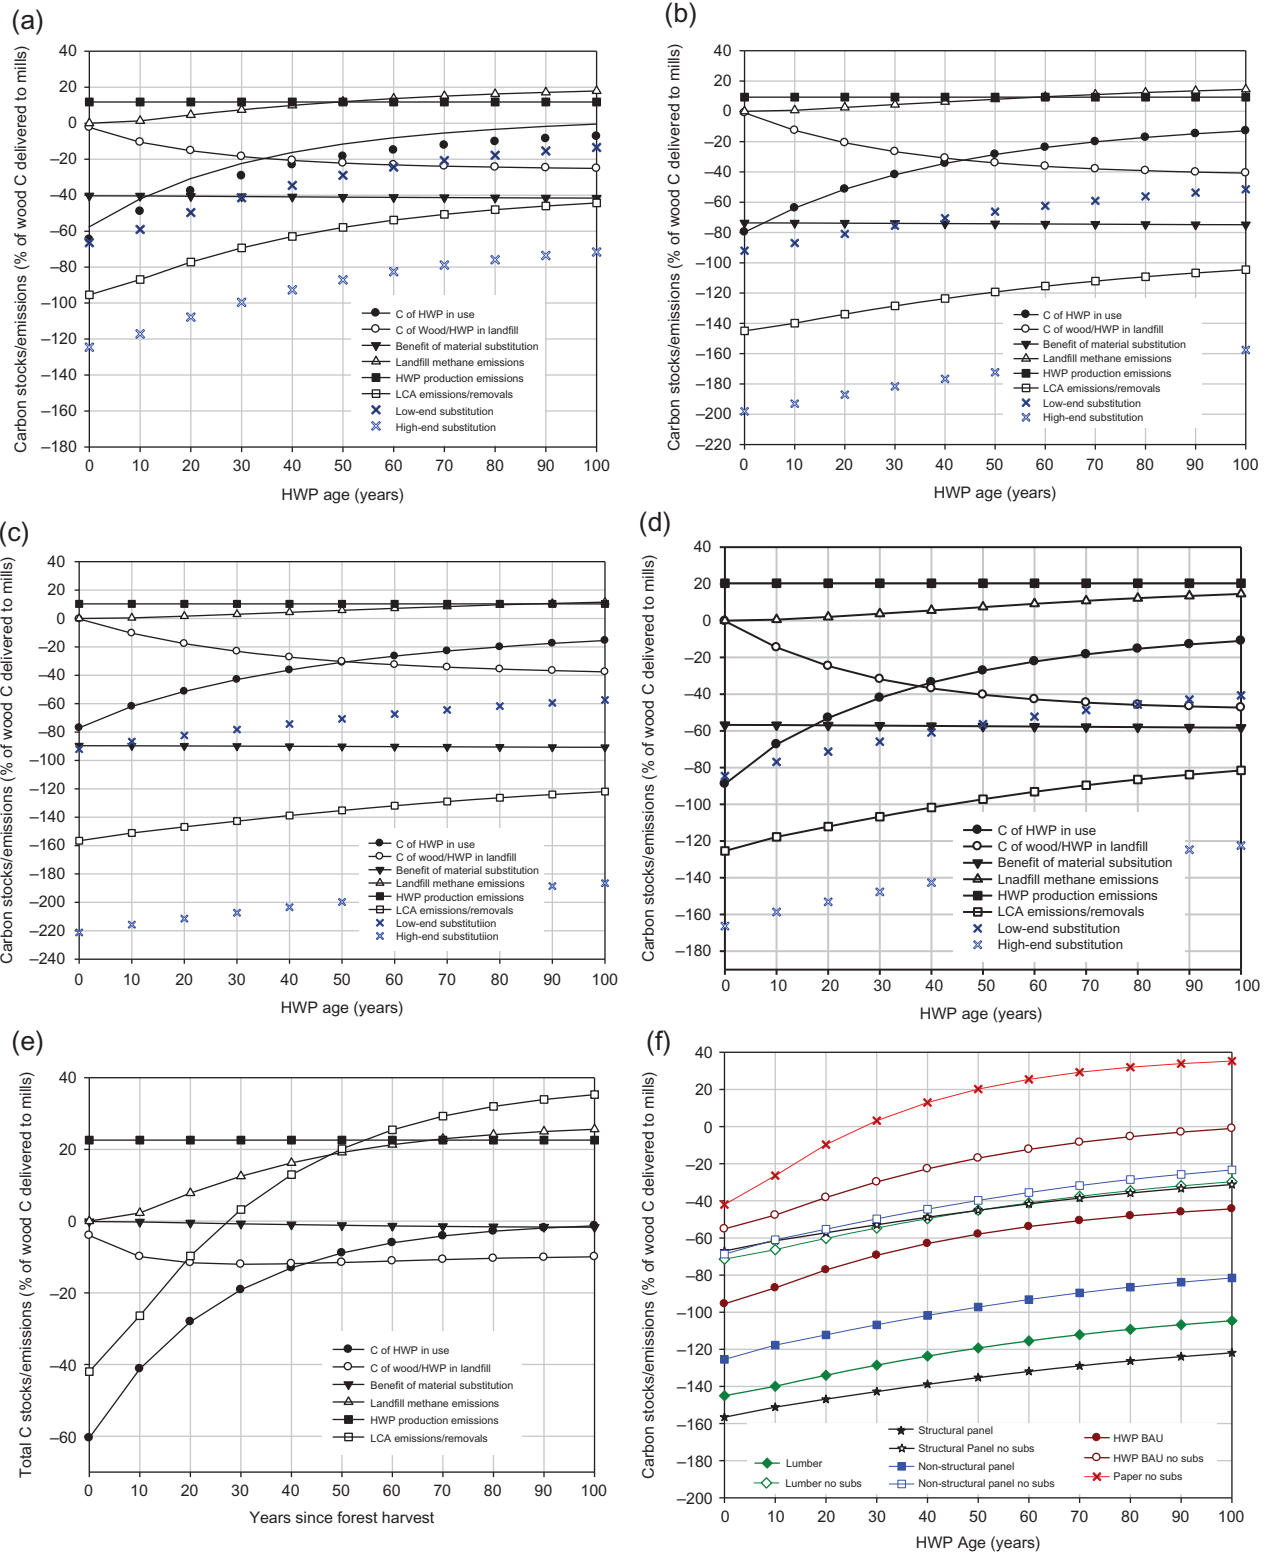 (a)
Carbon stocks/emissions (% of wood C delivered to mills)
40
20
0
–20
–40
–60
–80
–100
–120
–140
–160
–180
0 10 20 30 40 50 60 70 80 90 100
HWP age (years)
C of HWP in use
C of Wood/HWP in landfill
Benefit of material substitution
Landfill methane emissions
HWP production emissions
LCA emissions/removals
Low-end substitution
High-end substitution
(b)
Carbon stocks/emissions (% of wood C delivered to mills)
40
20
0
–20
–40
–60
–80
–100
–120
–140
–160
–180
–200
–220
0 10 20 30 40 50 60 70 80 90 100
HWP age (years)
C of HWP in use
C of wood/HWP in landfill
Benefit of material substitution
Landfill methane emissions
HWP production emissions
LCA emissions/removals
Low-end substitution
High-end substitution
(c)
Carbon stocks/emissions (% of wood C delivered to mills)
40
20
0
–20
–40
–60
–80
–100
–120
–140
–160
–180
–200
–220
–240
0 10 20 30 40 50 60 70 80 90 100
HWP age (years)
C of HWP in use
C of wood/HWP in landfill
Benefit of material subsitution
Landfill methane emissions
HWP production emissions
LCA emissions/removals
Low-end substitutiion
High-end substitutiion
(d)
Carbon stocks/emissions (% of wood C delivered to mills)
40
20
0
–20
–40
–60
–80
–100
–120
–140
–160
–180
0 10 20 30 40 50 60 70 80 90 100
HWP age (years)
C of HWP in use
C of wood/HWP in landfill
Benefit of material subsitution
Lnadfill methane emissions
HWP production emissions
LCA emissions/removals
Low-end substitution
High-end substitution
(e)
Total C stocks/emissions (% of wood C delivered to mills)
40
20
0
–20
–40
–60
0 10 20 30 40 50 60 70 80 90 100
Years since forest harvest
C of HWP in use
C of wood/HWP in landfill
Benefit of material substitution
Landfill methane emissions
HWP production emissions
LCA emissions/removals
(f)
Carbon stocks/emissions (% of wood C delivered to mills)
40
20
0
–20
–40
–60
–80
–100
–120
–140
–160
–180
–200
0 10 20 30 40 50 60 70 80 90 100
HWP Age (years)
Lumber
Lumber no subs
Structural panel
Structural Panel no subs
Non-structural panel
Non-structural panel no subs
HWP BAU
HWP BAU no subs
Paper no subs